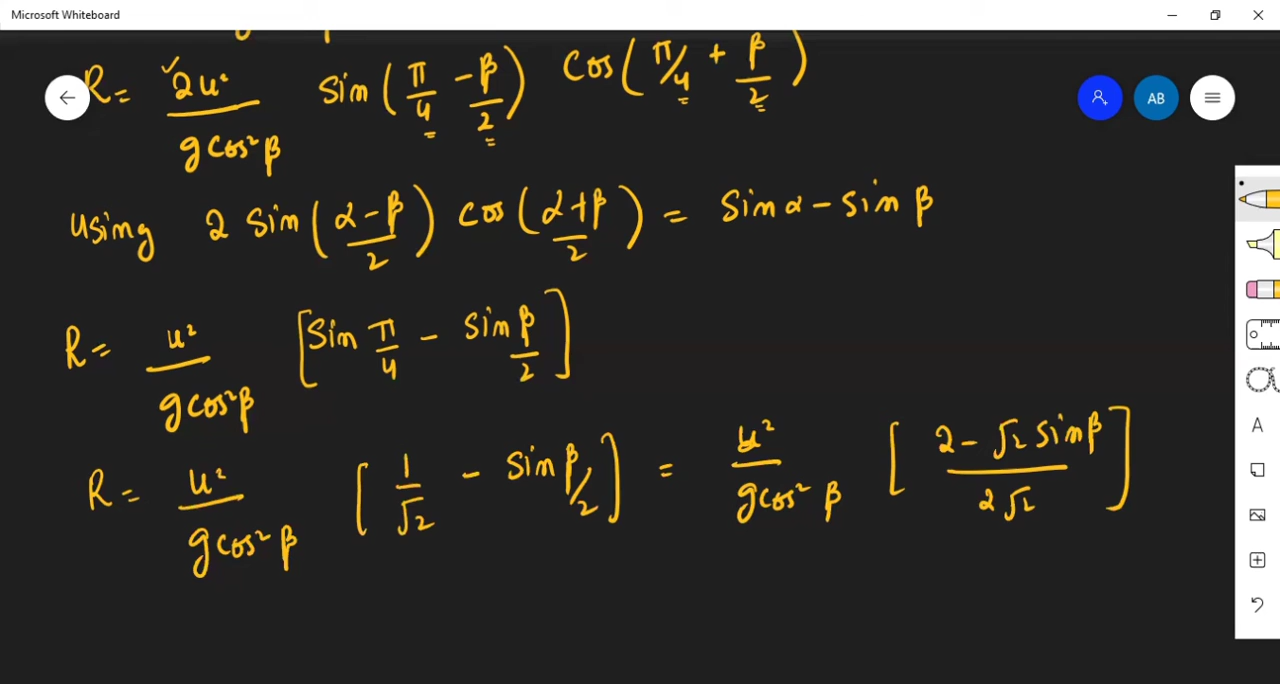 Microsoft Whiteboard
R = 2u² / g cos²β sin(π/4 - β/2) cos(π/4 + β/2)
AB
using 2 sin(α-β / 2) cos(α+β / 2) = sin α - sin β
R = u² / g cos²β [sin π/4 - sin β/2]
R = u² / g cos²β [1/√2 - sin β/2] = u² / g cos²β [2 - √2 sin β / 2√2]
A